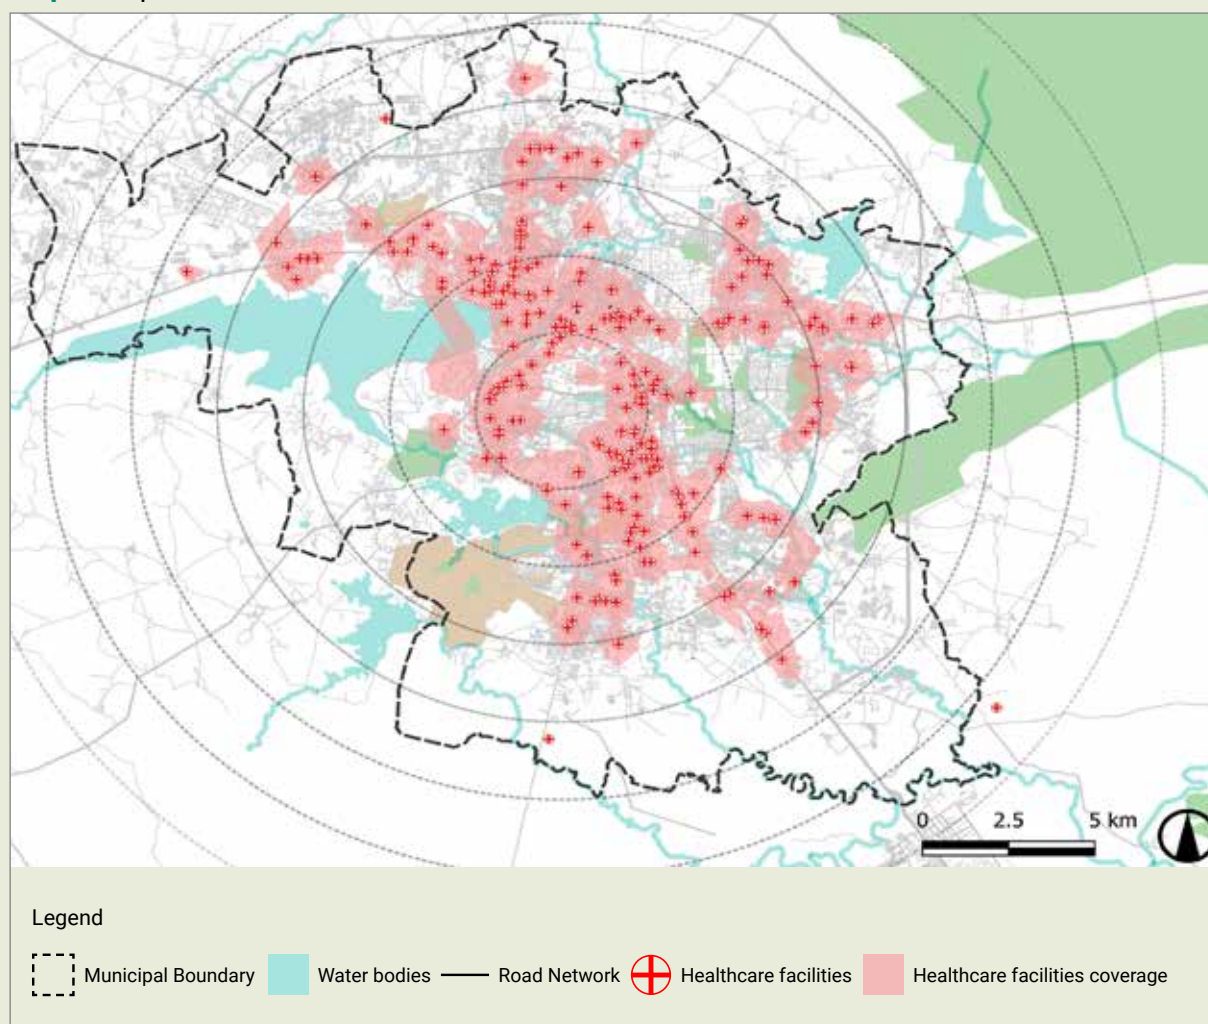 0 2.5 5 km
Legend
Municipal Boundary Water bodies Road Network Healthcare facilities Healthcare facilities coverage